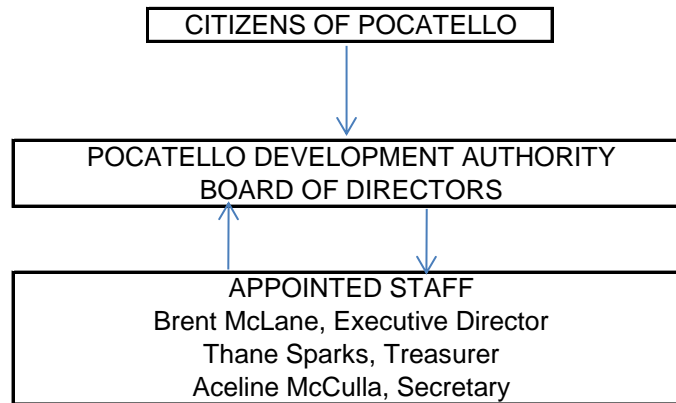 CITIZENS OF POCATELLO
POCATELLO DEVELOPMENT AUTHORITY
BOARD OF DIRECTORS
APPOINTED STAFF
Brent McLane, Executive Director
Thane Sparks, Treasurer
Aceline McCulla, Secretary